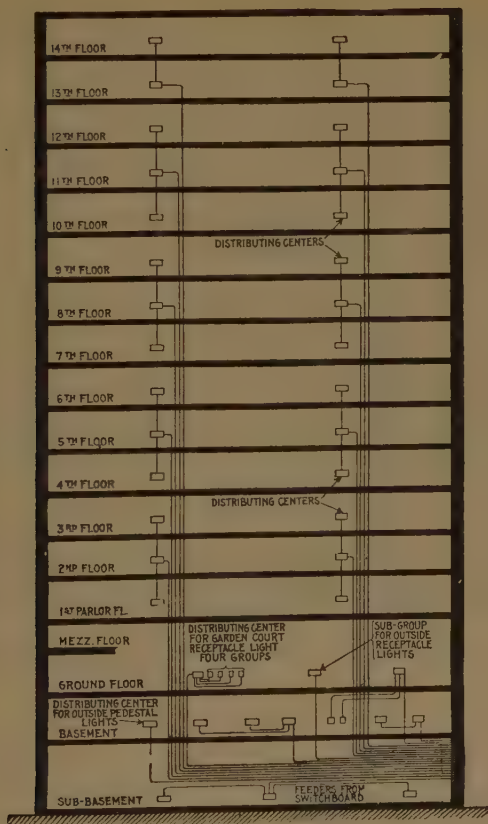 14TH FLOOR
13TH FLOOR
12TH FLOOR
11TH FLOOR
10TH FLOOR
DISTRIBUTING CENTERS
9TH FLOOR
8TH FLOOR
7TH FLOOR
6TH FLOOR
5TH FLOOR
4TH FLOOR
DISTRIBUTING CENTERS
3RD FLOOR
2ND FLOOR
1ST PARLOR FL.
MEZZ. FLOOR
DISTRIBUTING CENTER
FOR GARDEN COURT
RECEPTACLE LIGHT
FOUR GROUPS
SUB-GROUP
FOR OUTSIDE
RECEPTACLE
LIGHTS
GROUND FLOOR
DISTRIBUTING CENTER
FOR OUTSIDE PEDESTAL
LIGHTS
BASEMENT
SUB-BASEMENT
FEEDERS FROM
SWITCHBOARD